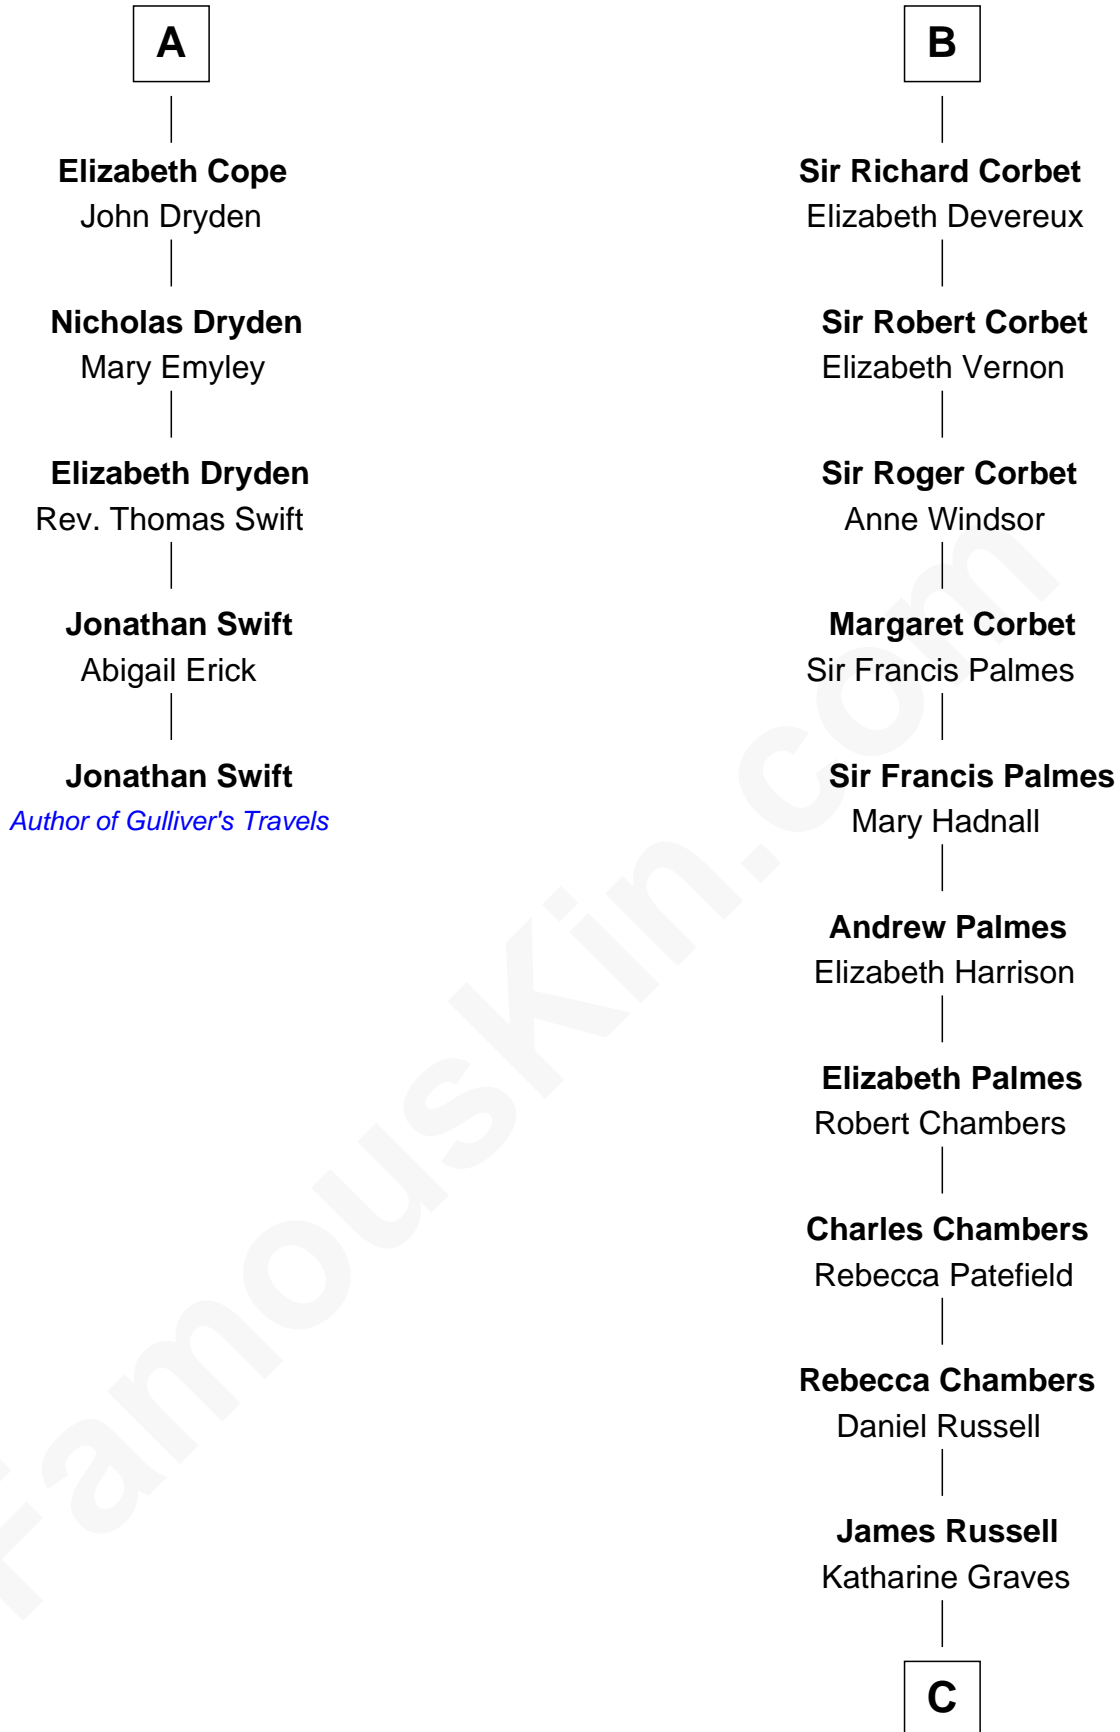 A
Elizabeth Cope
John Dryden
Nicholas Dryden
Mary Emyley
Elizabeth Dryden
Rev. Thomas Swift
Jonathan Swift
Abigail Erick
Jonathan Swift
Author of Gulliver's Travels
B
Sir Richard Corbet
Elizabeth Devereux
Sir Robert Corbet
Elizabeth Vernon
Sir Roger Corbet
Anne Windsor
Margaret Corbet
Sir Francis Palmes
Sir Francis Palmes
Mary Hadnall
Andrew Palmes
Elizabeth Harrison
Elizabeth Palmes
Robert Chambers
Charles Chambers
Rebecca Patefield
Rebecca Chambers
Daniel Russell
James Russell
Katharine Graves
C
FamousKin.com